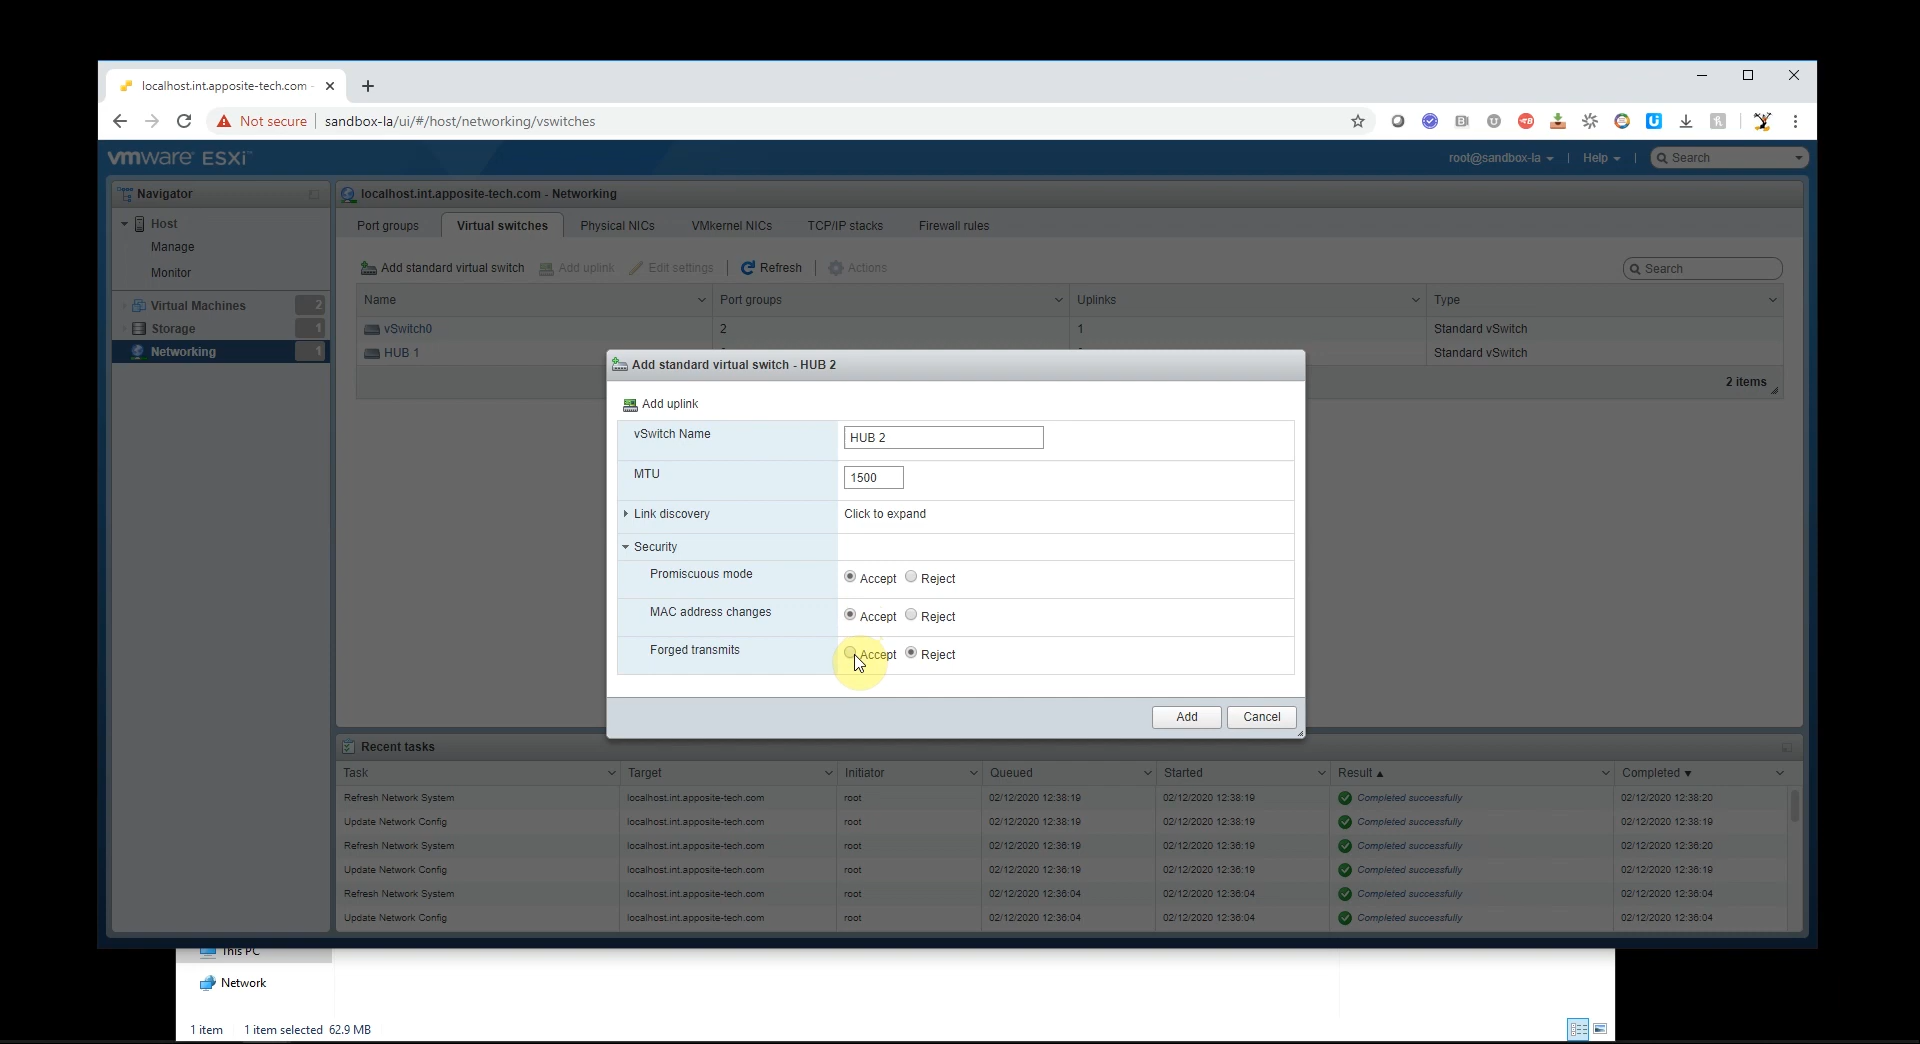 localhost.int.apposite-tech.com -
Not secure sandbox-la/ui/#/host/networking/vswitches
vmware ESXi™
root@sandbox-la Help Search
Navigator
localhost.int.apposite-tech.com - Networking
Host
Manage
Monitor
Virtual Machines 2
Storage 1
Networking 1
Port groups Virtual switches Physical NICs VMkernel NICs TCP/IP stacks Firewall rules
Add standard virtual switch Add uplink Edit settings Refresh Actions Search
Name Port groups Uplinks Type
vSwitch0 2 1 Standard vSwitch
HUB 1 Standard vSwitch
2 items
Add standard virtual switch - HUB 2
Add uplink
vSwitch Name HUB 2
MTU 1500
Link discovery Click to expand
Security
Promiscuous mode Accept Reject
MAC address changes Accept Reject
Forged transmits Accept Reject
Add Cancel
Recent tasks
Task Target Initiator Queued Started Result ▲ Completed ▼
Refresh Network System localhost.int.apposite-tech.com root 02/12/2020 12:38:19 02/12/2020 12:38:19 Completed successfully 02/12/2020 12:38:20
Update Network Config localhost.int.apposite-tech.com root 02/12/2020 12:38:19 02/12/2020 12:38:19 Completed successfully 02/12/2020 12:38:19
Refresh Network System localhost.int.apposite-tech.com root 02/12/2020 12:36:19 02/12/2020 12:36:19 Completed successfully 02/12/2020 12:36:20
Update Network Config localhost.int.apposite-tech.com root 02/12/2020 12:36:19 02/12/2020 12:36:19 Completed successfully 02/12/2020 12:36:19
Refresh Network System localhost.int.apposite-tech.com root 02/12/2020 12:36:04 02/12/2020 12:36:04 Completed successfully 02/12/2020 12:36:04
Update Network Config localhost.int.apposite-tech.com root 02/12/2020 12:36:04 02/12/2020 12:36:04 Completed successfully 02/12/2020 12:36:04
This PC
Network
1 item 1 item selected 62.9 MB